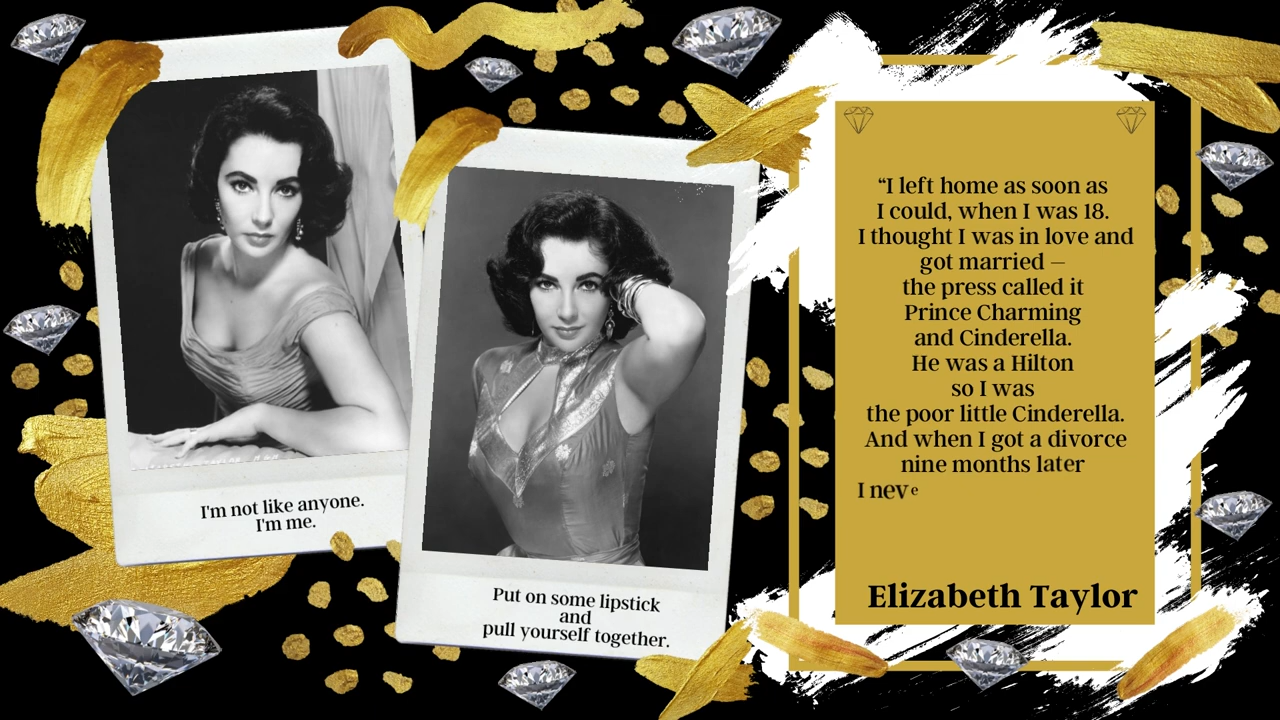 I'm not like anyone.
I'm me.
Put on some lipstick
and
pull yourself together.
“I left home as soon as
I could, when I was 18.
I thought I was in love and
got married –
the press called it
Prince Charming
and Cinderella.
He was a Hilton
so I was
the poor little Cinderella.
And when I got a divorce
nine months later
I neve
Elizabeth Taylor